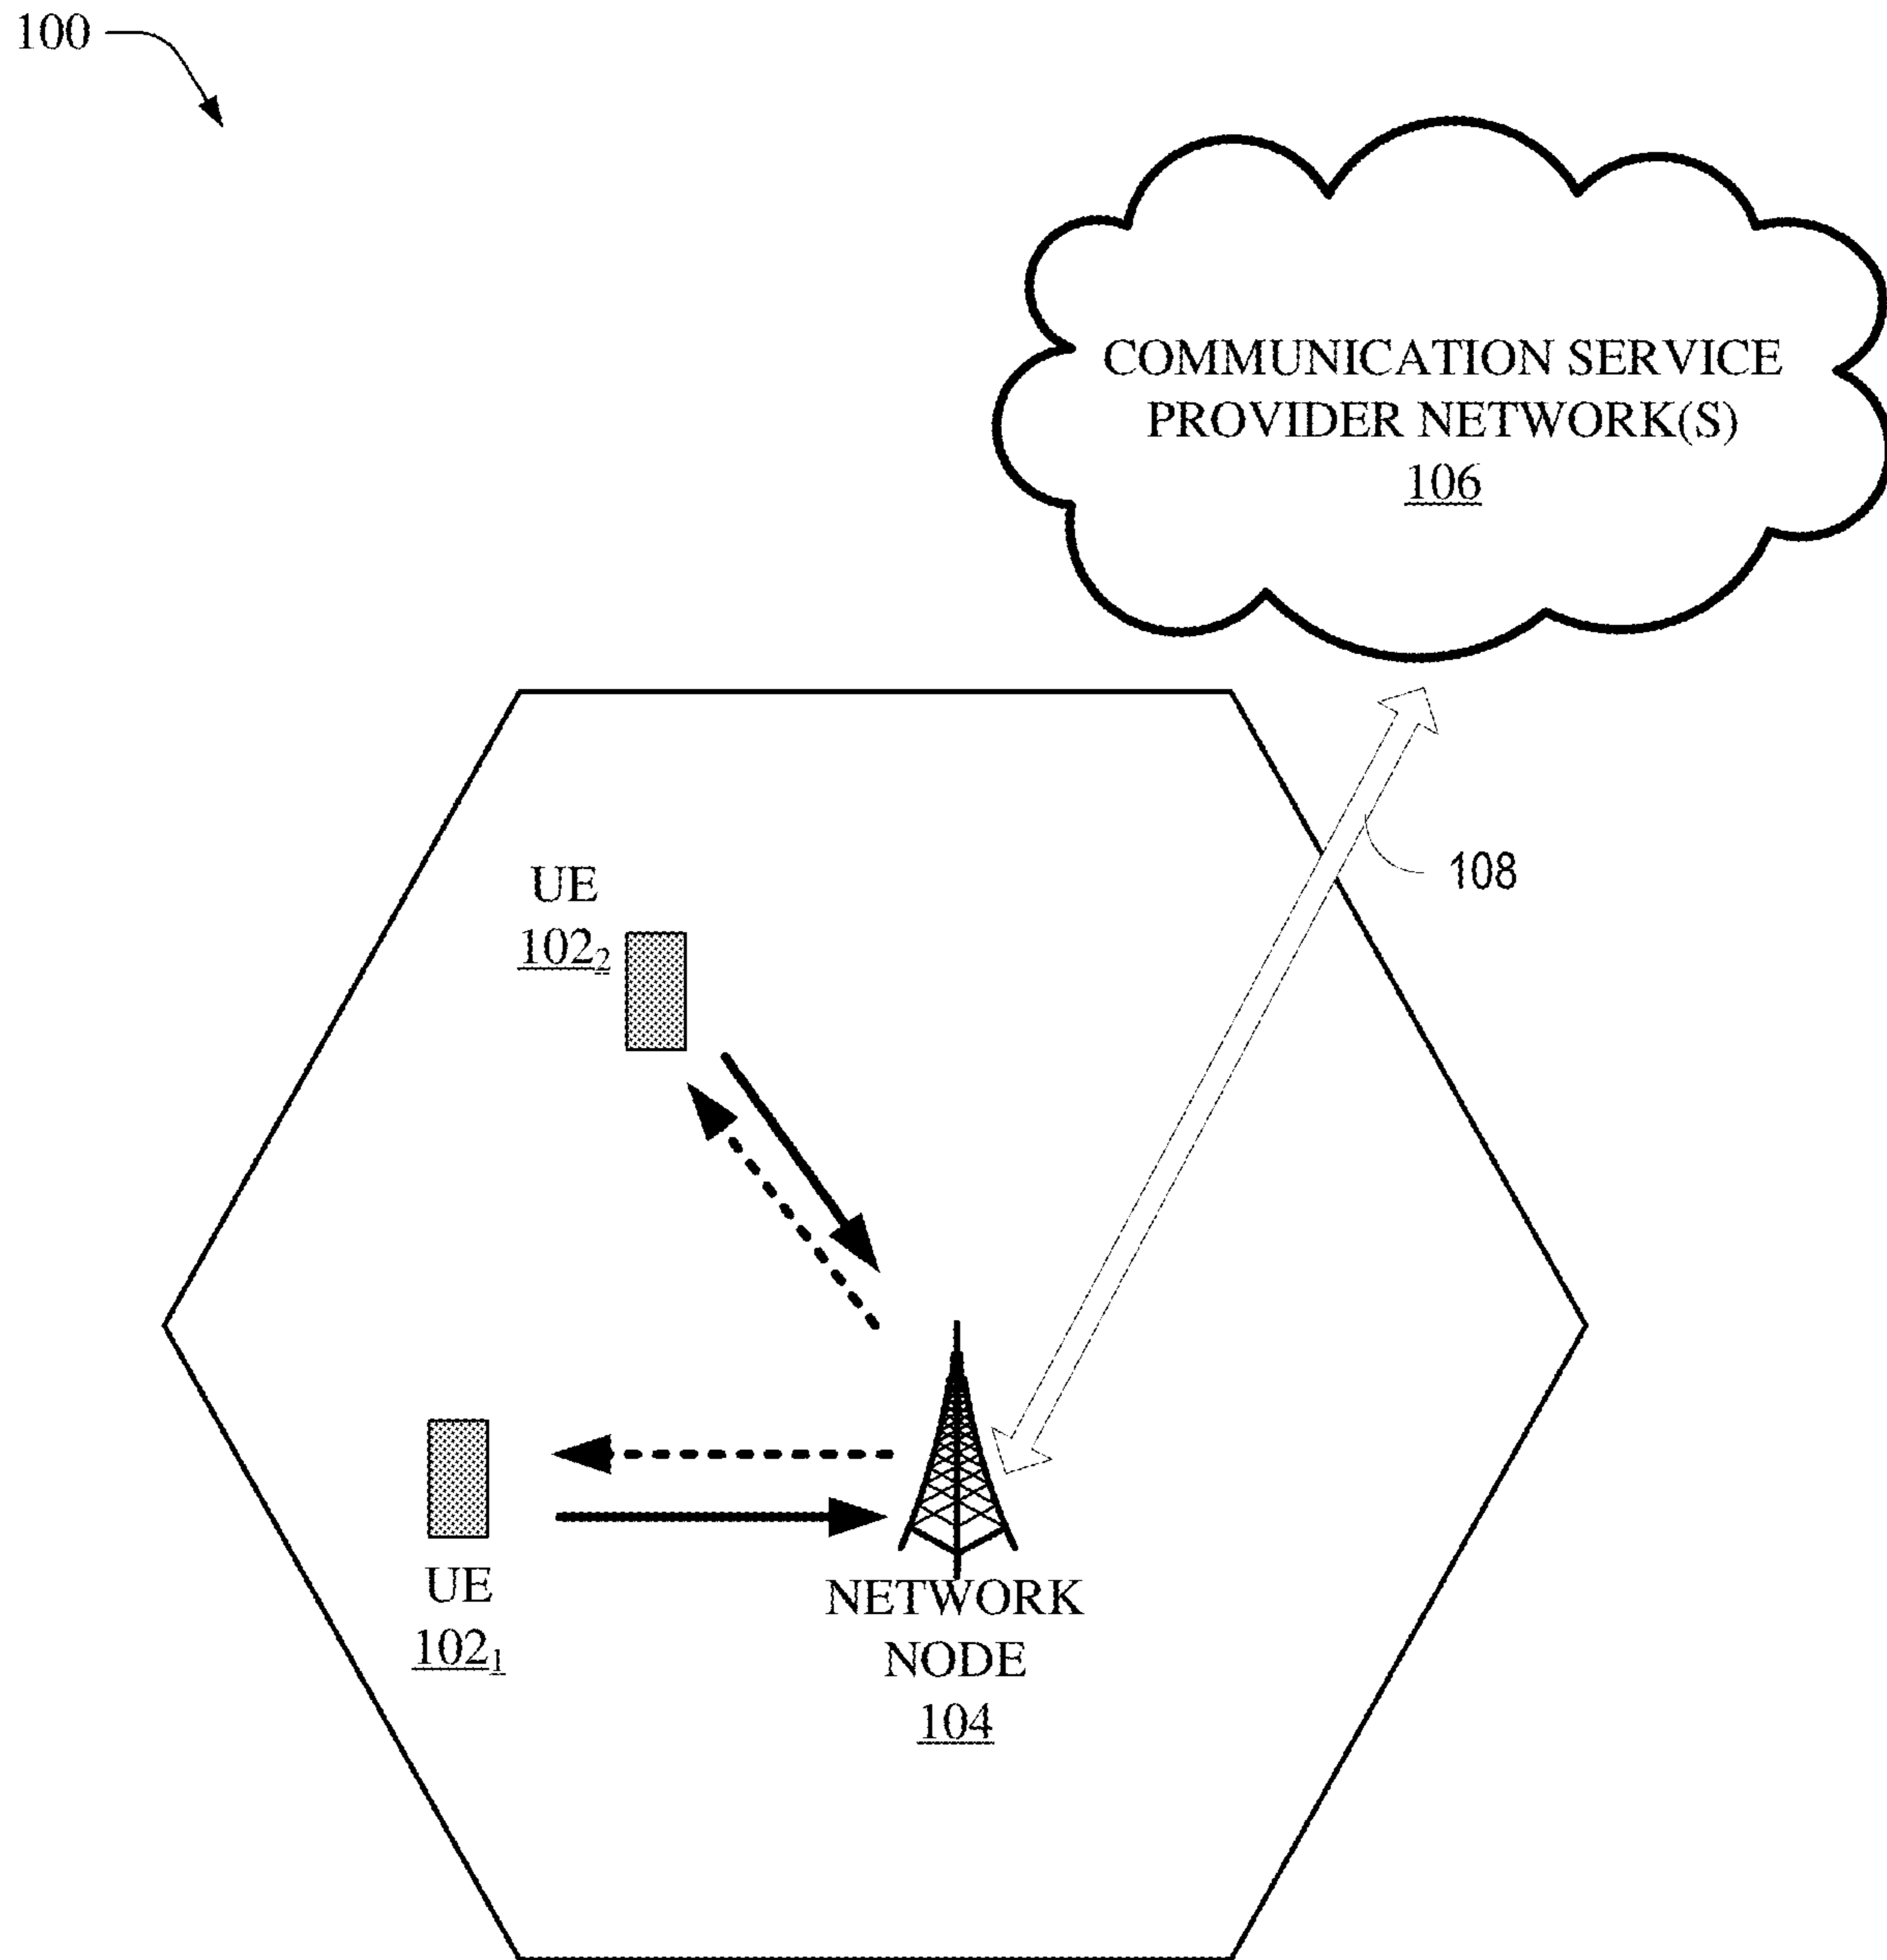 100
COMMUNICATION SERVICE
PROVIDER NETWORK(S)
106
108
UE
102₂
UE
102₁
NETWORK
NODE
104